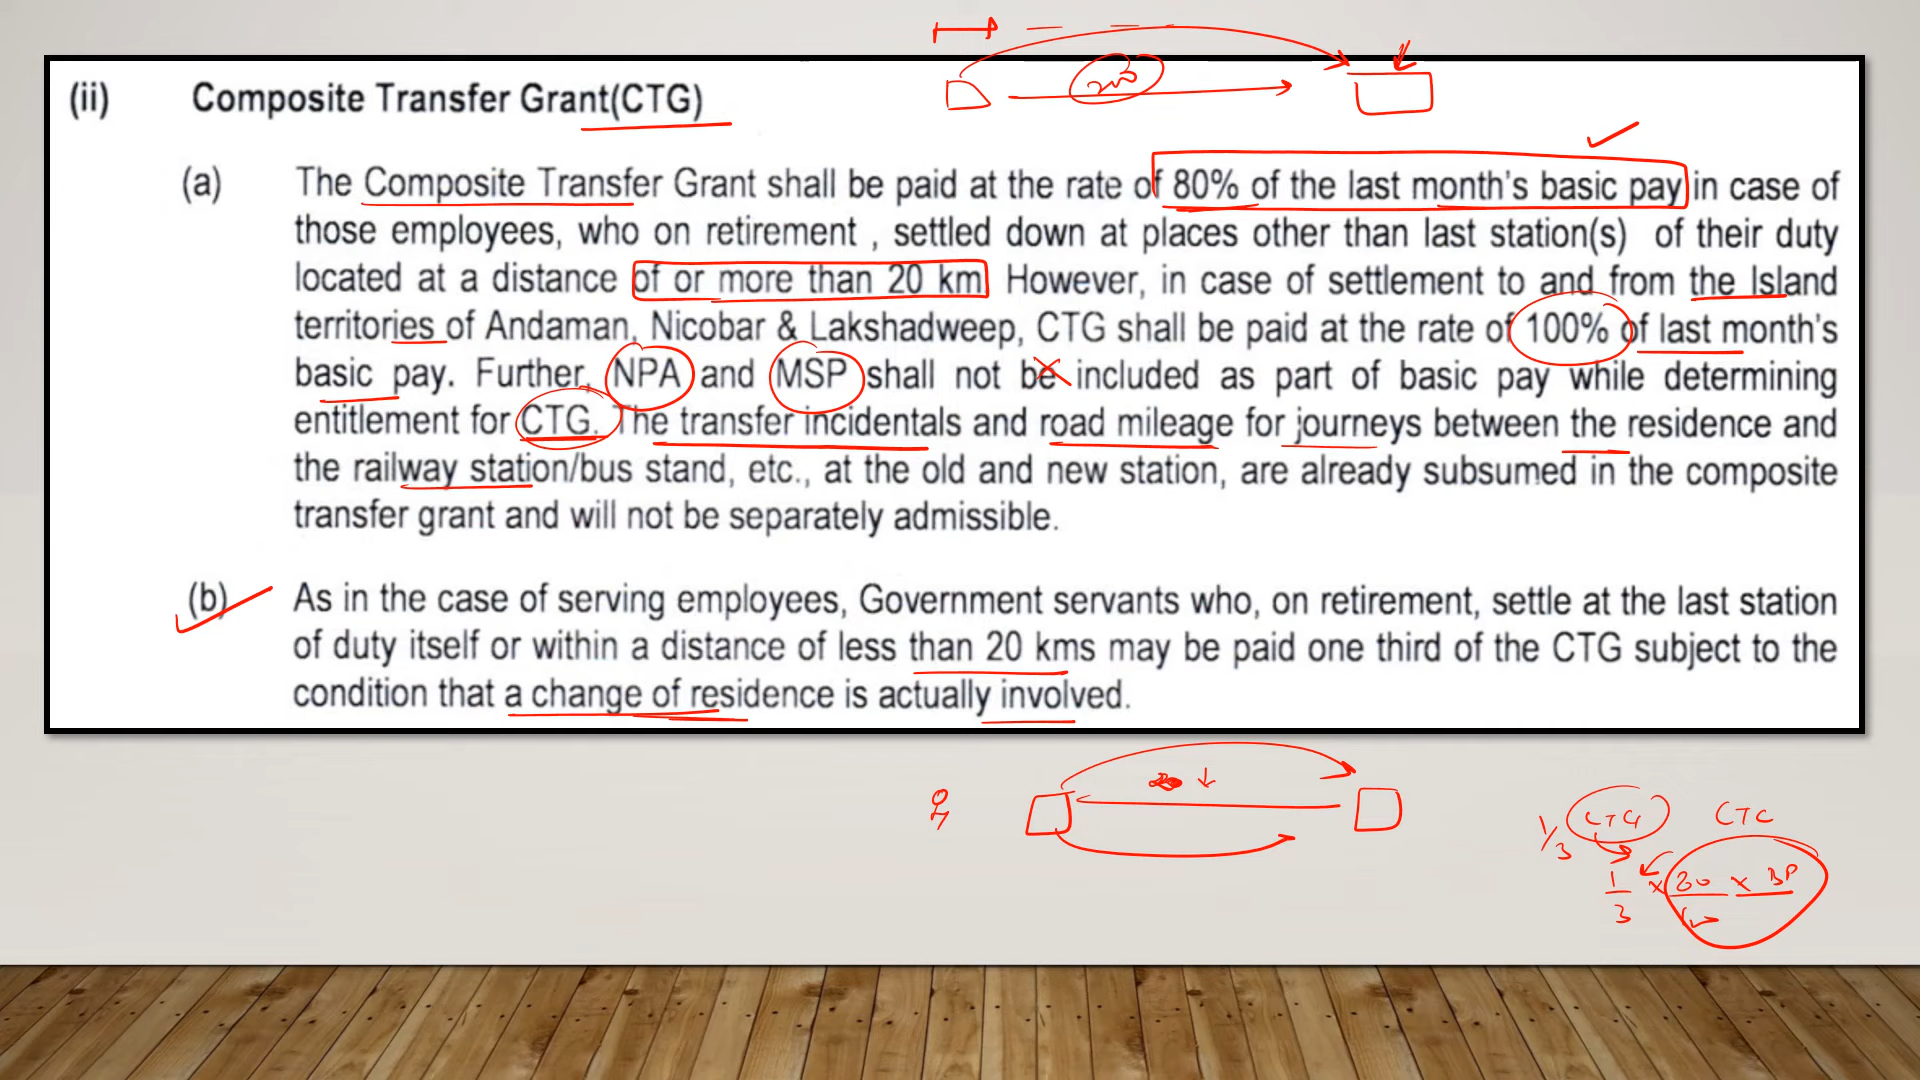 (ii) Composite Transfer Grant(CTG)
(a) The Composite Transfer Grant shall be paid at the rate of 80% of the last month's basic pay in case of
those employees, who on retirement , settled down at places other than last station(s) of their duty
located at a distance of or more than 20 km However, in case of settlement to and from the Island
territories of Andaman, Nicobar & Lakshadweep, CTG shall be paid at the rate of 100% of last month's
basic pay. Further, NPA and MSP shall not be included as part of basic pay while determining
entitlement for CTG. The transfer incidentals and road mileage for journeys between the residence and
the railway station/bus stand, etc., at the old and new station, are already subsumed in the composite
transfer grant and will not be separately admissible.
(b) As in the case of serving employees, Government servants who, on retirement, settle at the last station
of duty itself or within a distance of less than 20 kms may be paid one third of the CTG subject to the
condition that a change of residence is actually involved.
1/3 CTG CTC
1/3 × 80 × BP